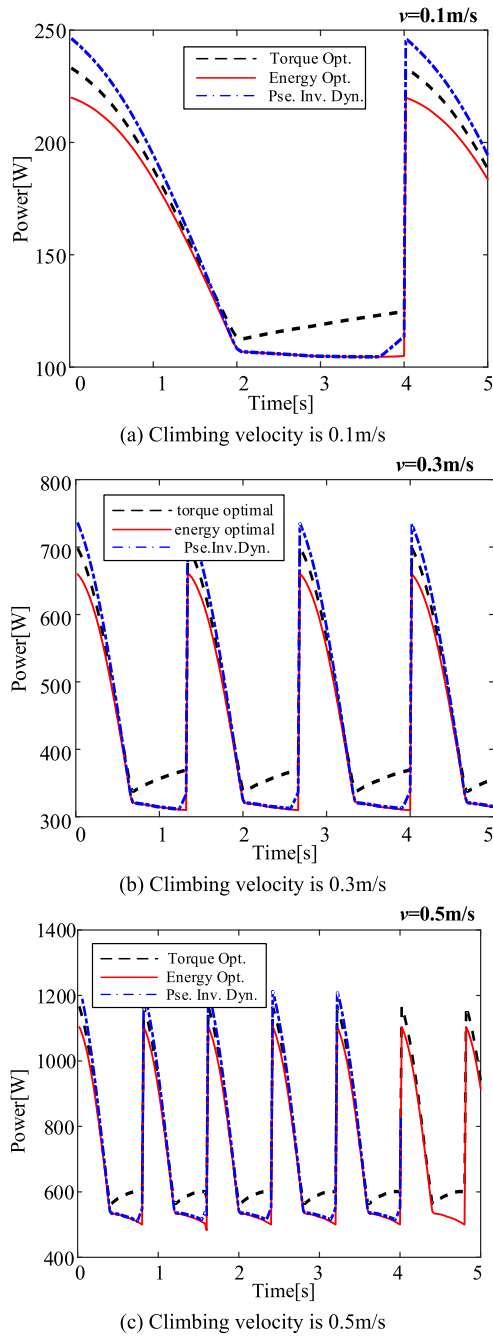 v=0.1m/s
250
200
150
100
Power[W]
Torque Opt.
Energy Opt.
Pse. Inv. Dyn.
0 1 2 3 4 5
Time[s]
(a) Climbing velocity is 0.1m/s
v=0.3m/s
800
700
600
500
400
300
Power[W]
torque optimal
energy optimal
Pse.Inv.Dyn.
0 1 2 3 4 5
Time[s]
(b) Climbing velocity is 0.3m/s
v=0.5m/s
1400
1200
1000
800
600
400
Power[W]
Torque Opt.
Energy Opt.
Pse. Inv. Dyn.
0 1 2 3 4 5
Time[s]
(c) Climbing velocity is 0.5m/s